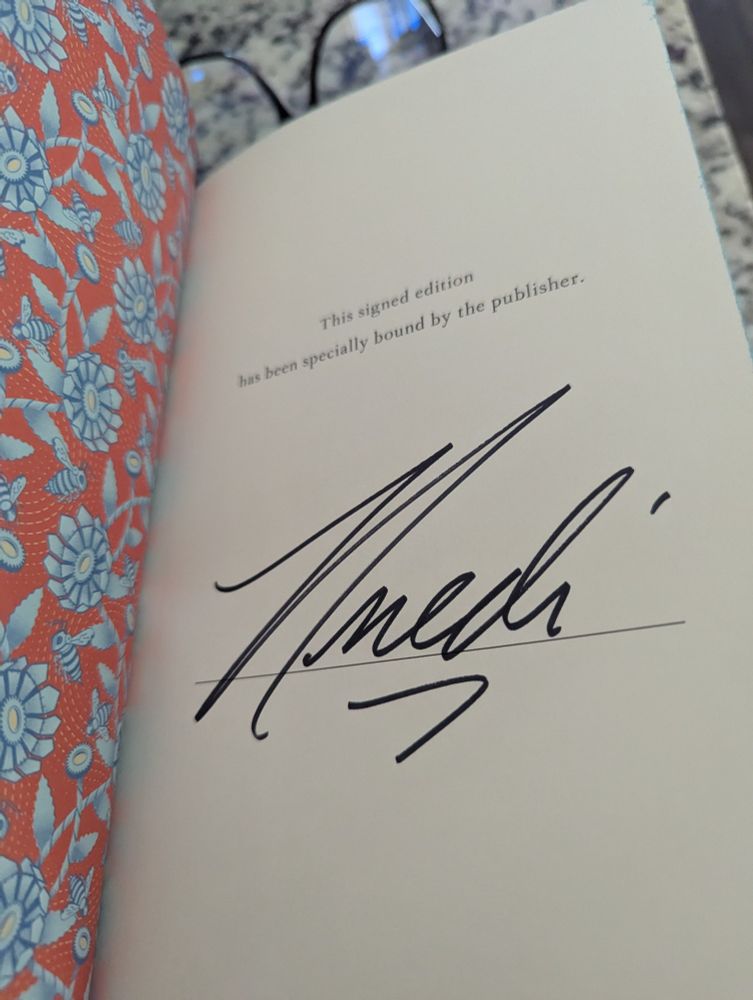 This signed edition
has been specially bound by the publisher.